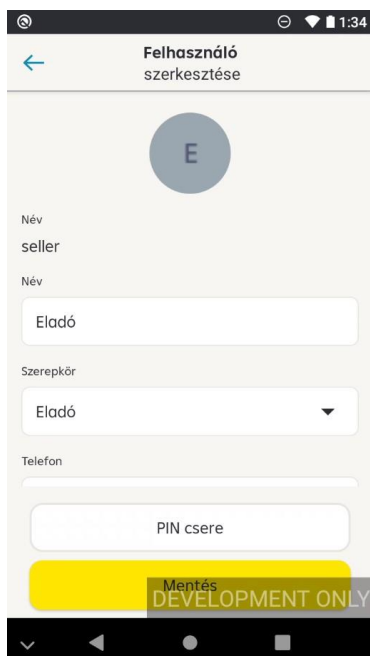 1:34
Felhasználó
szerkesztése
E
Név
seller
Név
Eladó
Szerepkör
Eladó
Telefon
PIN csere
Mentés
DEVELOPMENT ONLY